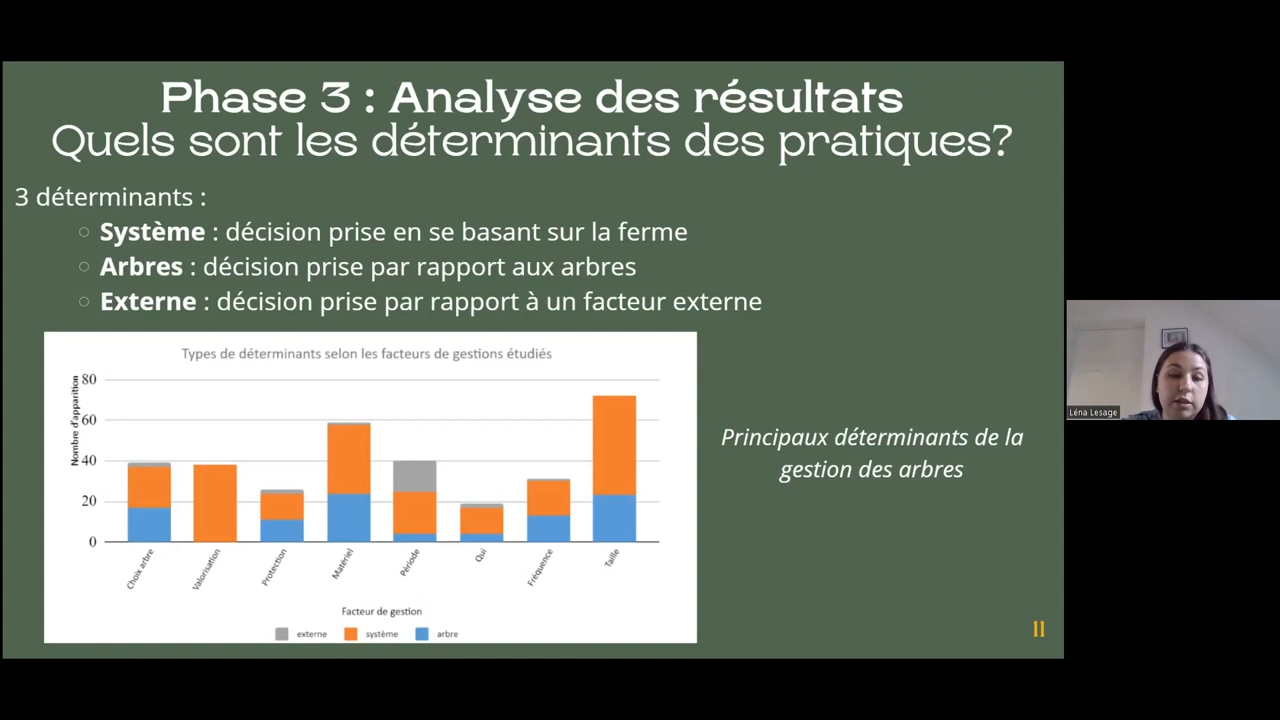 Phase 3 : Analyse des résultats
Quels sont les déterminants des pratiques?
3 déterminants :
Système : décision prise en se basant sur la ferme
Arbres : décision prise par rapport aux arbres
Externe : décision prise par rapport à un facteur externe
Types de déterminants selon les facteurs de gestions étudiés
Nombre d'apparition
80
60
40
20
0
Choix arbre
Valorisation
Protection
Matériel
Période
Qui
Fréquence
Taille
Facteur de gestion
externe système arbre
Principaux déterminants de la
gestion des arbres
11
Léna Lesage